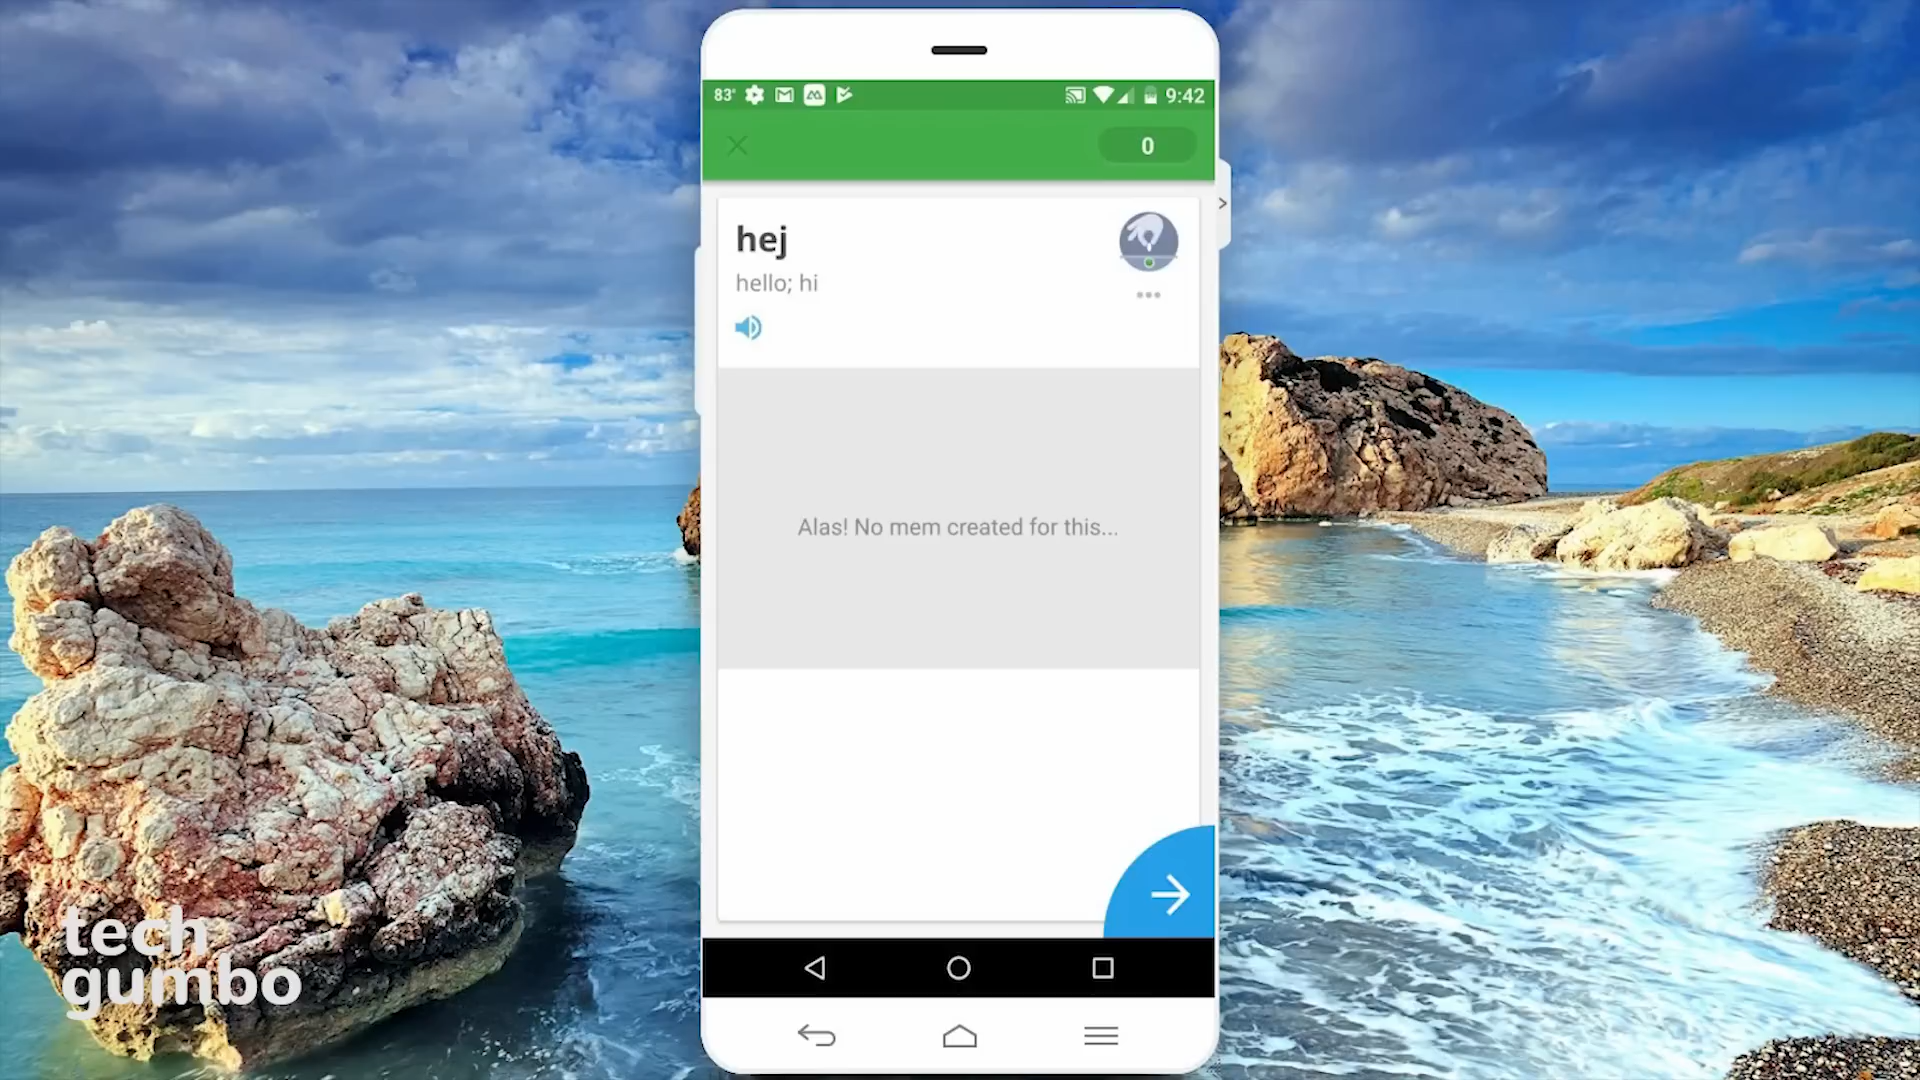 83°
9:42
0
hej
hello; hi
Alas! No mem created for this...
tech
gumbo